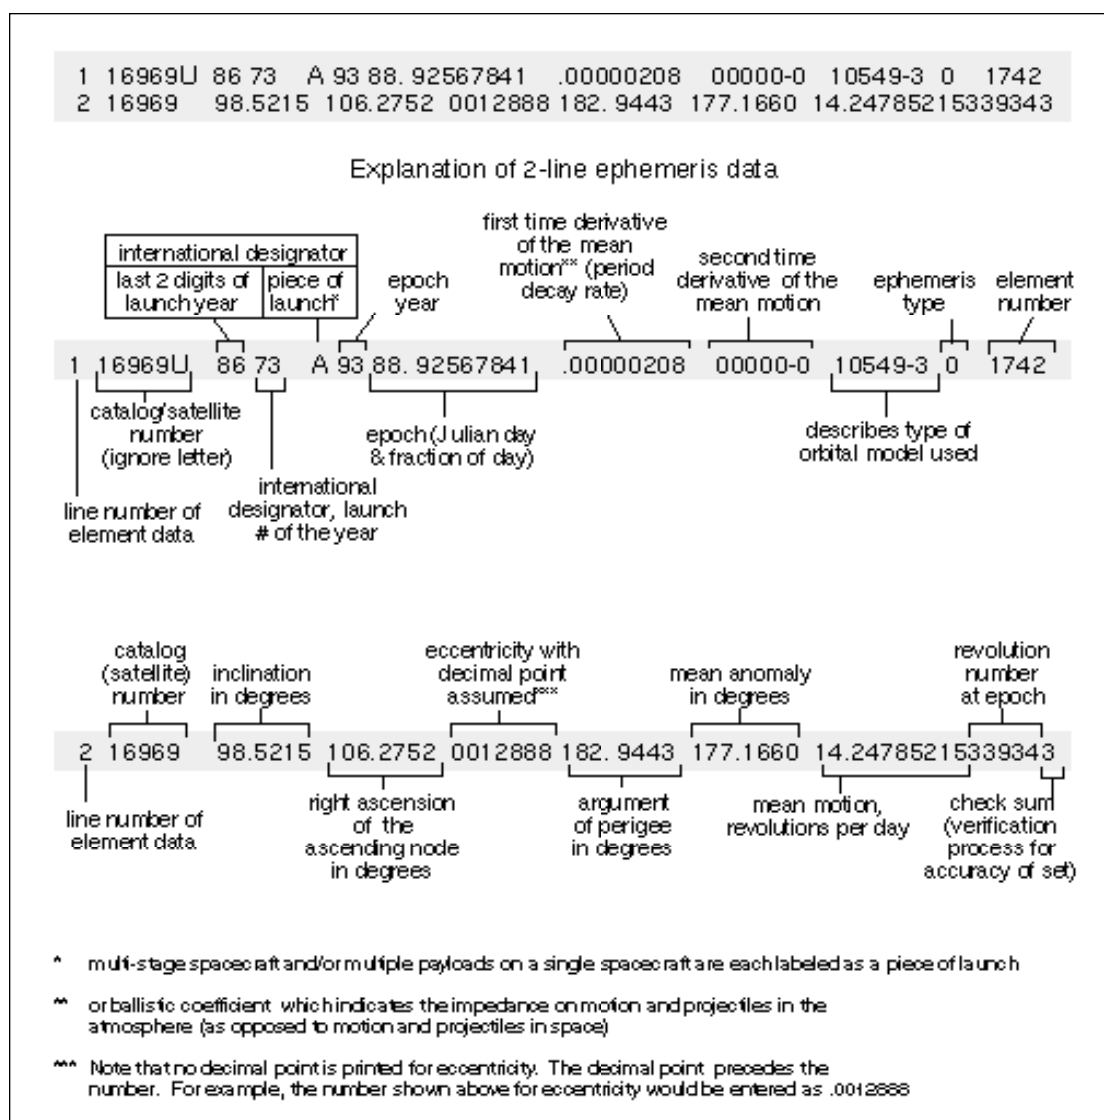 1 16969U 86 73 A 93 88. 92567841 .00000208 00000-0 10549-3 0 1742
2 16969 98.5215 106.2752 0012888 182. 9443 177.1660 14.24785215339343
Explanation of 2-line ephemeris data
international designator
last 2 digits of
launch year
piece of
launch*
epoch
year
first time derivative
of the mean
motion** (period
decay rate)
second time
derivative of the
mean motion
ephemeris
type
element
number
1 16969U 86 73 A 93 88. 92567841 .00000208 00000-0 10549-3 0 1742
catalog/satellite
number
(ignore letter)
epoch (Julian day
& fraction of day)
describes type of
orbital model used
line number of
element data
international
designator, launch
# of the year
catalog
(satellite)
number
inclination
in degrees
eccentricity with
decimal point
assumed***
mean anomaly
in degrees
revolution
number
at epoch
2 16969 98.5215 106.2752 0012888 182. 9443 177.1660 14.24785215339343
line number of
element data
right ascension
of the
ascending node
in degrees
argument
of perigee
in degrees
mean motion,
revolutions per day
check sum
(verification
process for
accuracy of set)
* multi-stage spacecraft and/or multiple payloads on a single spacecraft are each labeled as a piece of launch
** or ballistic coefficient which indicates the impedance on motion and projectiles in the
atmosphere (as opposed to motion and projectiles in space)
*** Note that no decimal point is printed for eccentricity. The decimal point precedes the
number. For example, the number shown above for eccentricity would be entered as .0012888